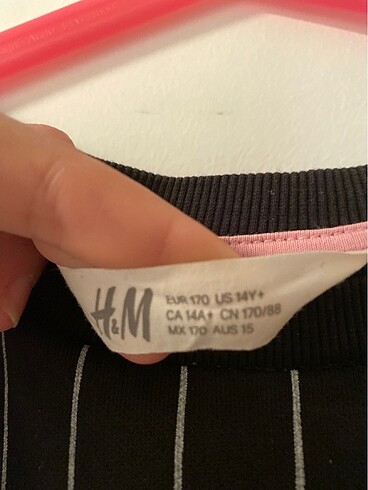 H&M
EUR 170 US 14Y+
CA 14A+ CN 170/88
MX 170 AUS 15